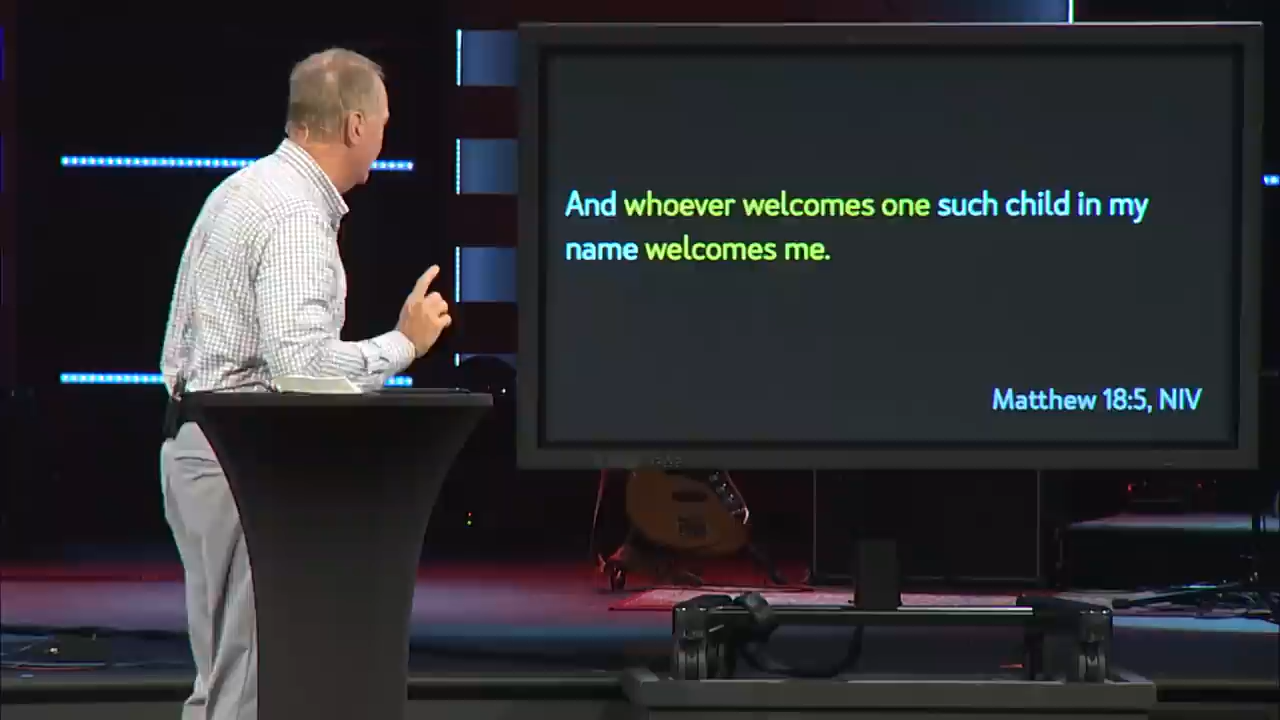 And whoever welcomes one such child in my
name welcomes me.
Matthew 18:5, NIV